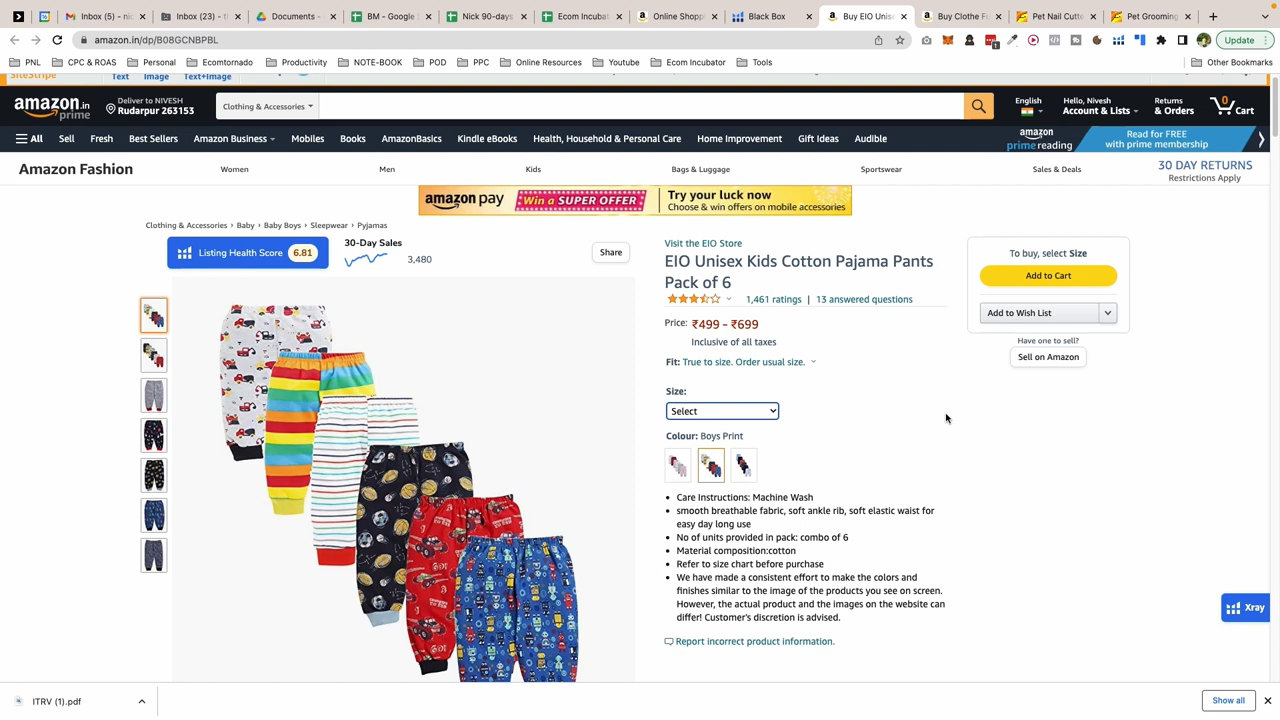 Inbox (5) - nic
Inbox (23) - t
Documents -
BM - Google
Nick 90-days
Ecom Incubat
Online Shopp
Black Box
Buy EIO Unise
Buy Clothe Fo
Pet Nail Cutte
Pet Grooming
amazon.in/dp/B08GCNBPBL
Update
PNL
CPC & ROAS
Personal
Ecomtornado
Productivity
NOTE-BOOK
POD
PPC
Online Resources
Youtube
Ecom Incubator
Tools
Other Bookmarks
SiteStripe
Text
Image
Text+Image
amazon.in
prime
Deliver to NIVESH
Rudarpur 263153
Clothing & Accessories
English
Hello, Nivesh
Account & Lists
Returns
& Orders
0
Cart
All
Sell
Fresh
Best Sellers
Amazon Business
Mobiles
Books
AmazonBasics
Kindle eBooks
Health, Household & Personal Care
Home Improvement
Gift Ideas
Audible
amazon
prime reading
Read for FREE
with prime membership
Amazon Fashion
Women
Men
Kids
Bags & Luggage
Sportswear
Sales & Deals
30 DAY RETURNS
Restrictions Apply
amazon pay
Win a SUPER OFFER
Try your luck now
Choose & win offers on mobile accessories
Clothing & Accessories › Baby › Baby Boys › Sleepwear › Pyjamas
Listing Health Score 6.81
30-Day Sales
3,480
Share
Visit the EIO Store
EIO Unisex Kids Cotton Pajama Pants
Pack of 6
1,461 ratings | 13 answered questions
Price: ₹499 - ₹699
Inclusive of all taxes
Fit: True to size. Order usual size.
Size:
Select
Colour: Boys Print
• Care Instructions: Machine Wash
• smooth breathable fabric, soft ankle rib, soft elastic waist for
easy day long use
• No of units provided in pack: combo of 6
• Material composition:cotton
• Refer to size chart before purchase
• We have made a consistent effort to make the colors and
finishes similar to the image of the products you see on screen.
However, the actual product and the images on the website can
differ! Customer's discretion is advised.
Report incorrect product information.
To buy, select Size
Add to Cart
Add to Wish List
Have one to sell?
Sell on Amazon
Xray
ITRV (1).pdf
Show all